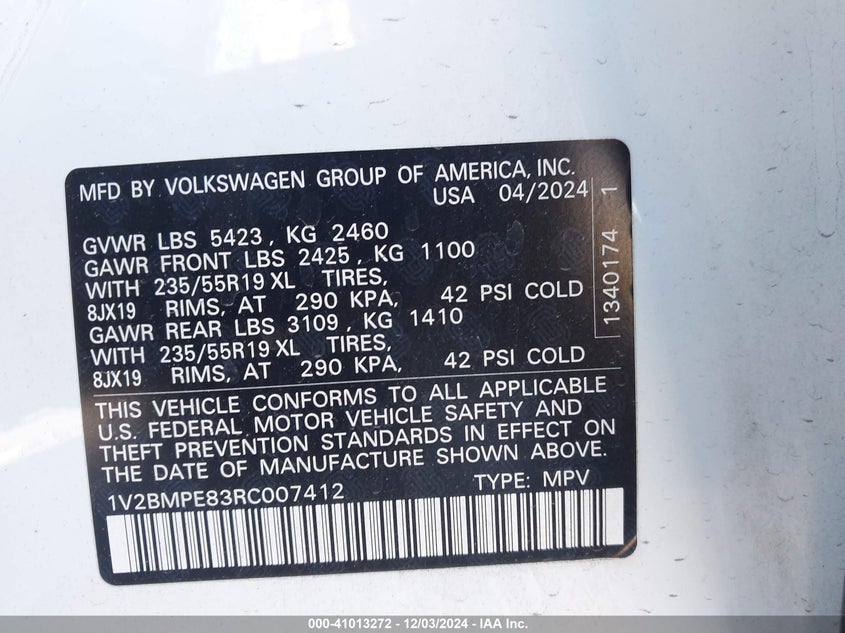 MFD BY VOLKSWAGEN GROUP OF AMERICA, INC.
USA 04/2024
GVWR LBS 5423, KG 2460
GAWR FRONT LBS 2425, KG 1100
WITH 235/55R19 XL TIRES,
8JX19 RIMS, AT 290 KPA, 42 PSI COLD
GAWR REAR LBS 3109, KG 1410
WITH 235/55R19 XL TIRES,
8JX19 RIMS, AT 290 KPA, 42 PSI COLD
13401174 1
THIS VEHICLE CONFORMS TO ALL APPLICABLE
U.S. FEDERAL MOTOR VEHICLE SAFETY AND
THEFT PREVENTION STANDARDS IN EFFECT ON
THE DATE OF MANUFACTURE SHOWN ABOVE.
1V2BMPE83RC007412 TYPE: MPV
000-41013272 - 12/03/2024 - IAA Inc.